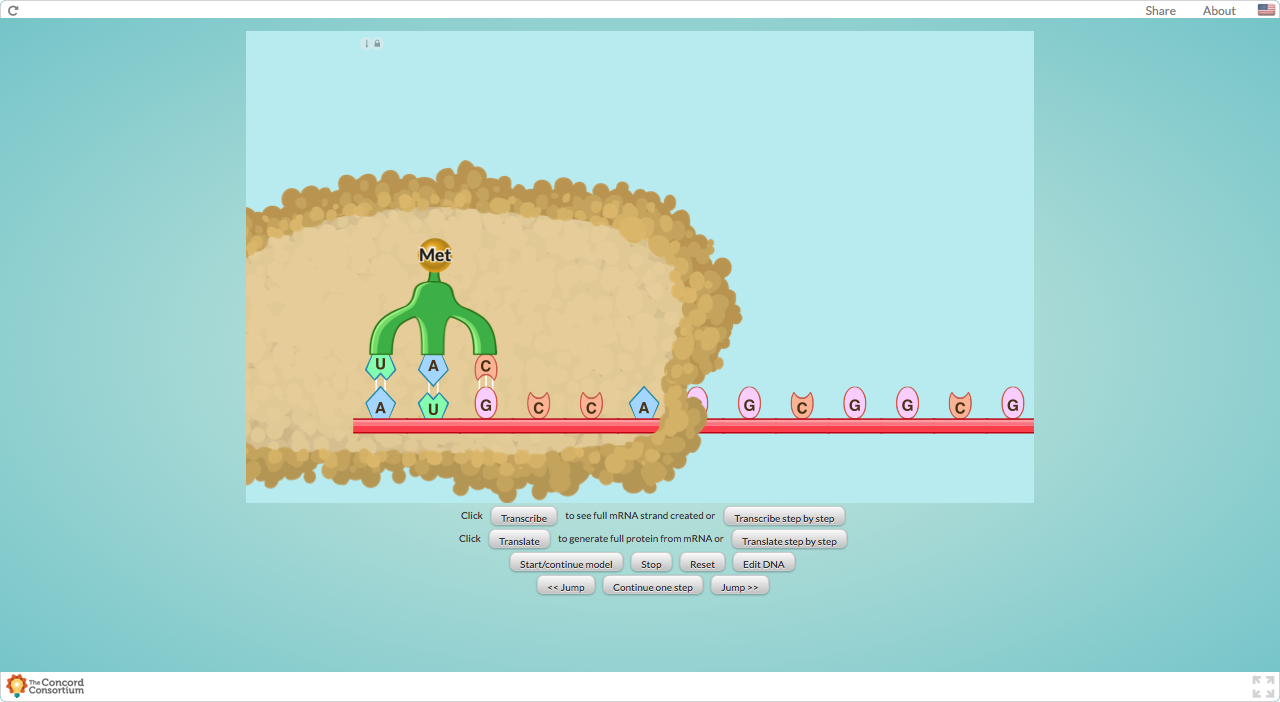 Share About
Met
U A C
A U G C C A G C G G C G
Click Transcribe to see full mRNA strand created or Transcribe step by step
Click Translate to generate full protein from mRNA or Translate step by step
Start/continue model Stop Reset Edit DNA
<< Jump Continue one step Jump >>
The Concord
Consortium